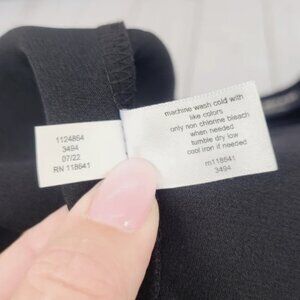 1124864
3494
07/22
RN 118641
machine wash cold with
like colors
only non chlorine bleach
when needed
tumble dry low
cool iron if needed
m118641
3494